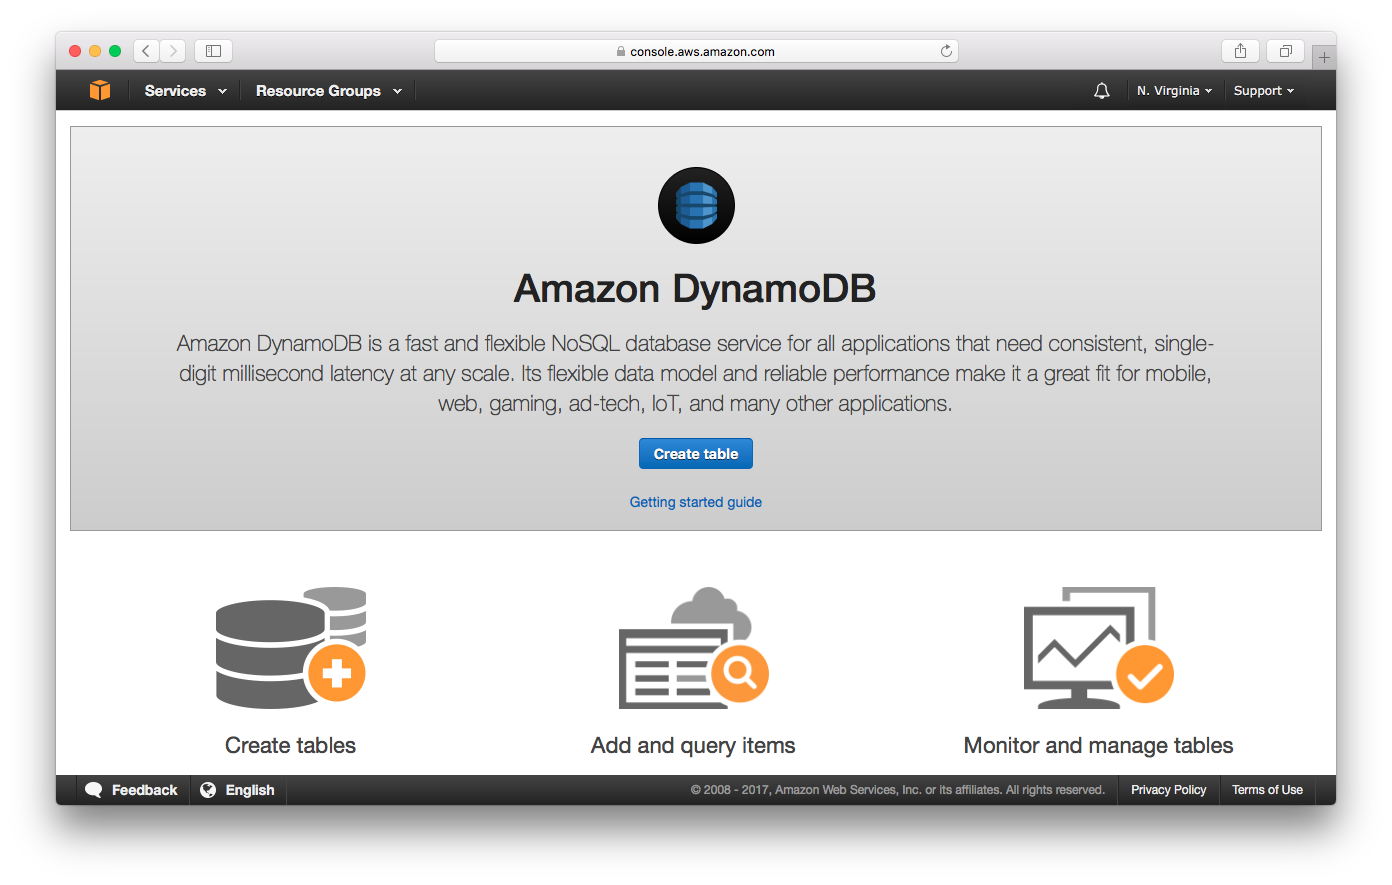 console.aws.amazon.com
Services
Resource Groups
N. Virginia
Support
Amazon DynamoDB
Amazon DynamoDB is a fast and flexible NoSQL database service for all applications that need consistent, single-
digit millisecond latency at any scale. Its flexible data model and reliable performance make it a great fit for mobile,
web, gaming, ad-tech, IoT, and many other applications.
Create table
Getting started guide
Create tables
Add and query items
Monitor and manage tables
Feedback
English
© 2008 - 2017, Amazon Web Services, Inc. or its affiliates. All rights reserved.
Privacy Policy
Terms of Use